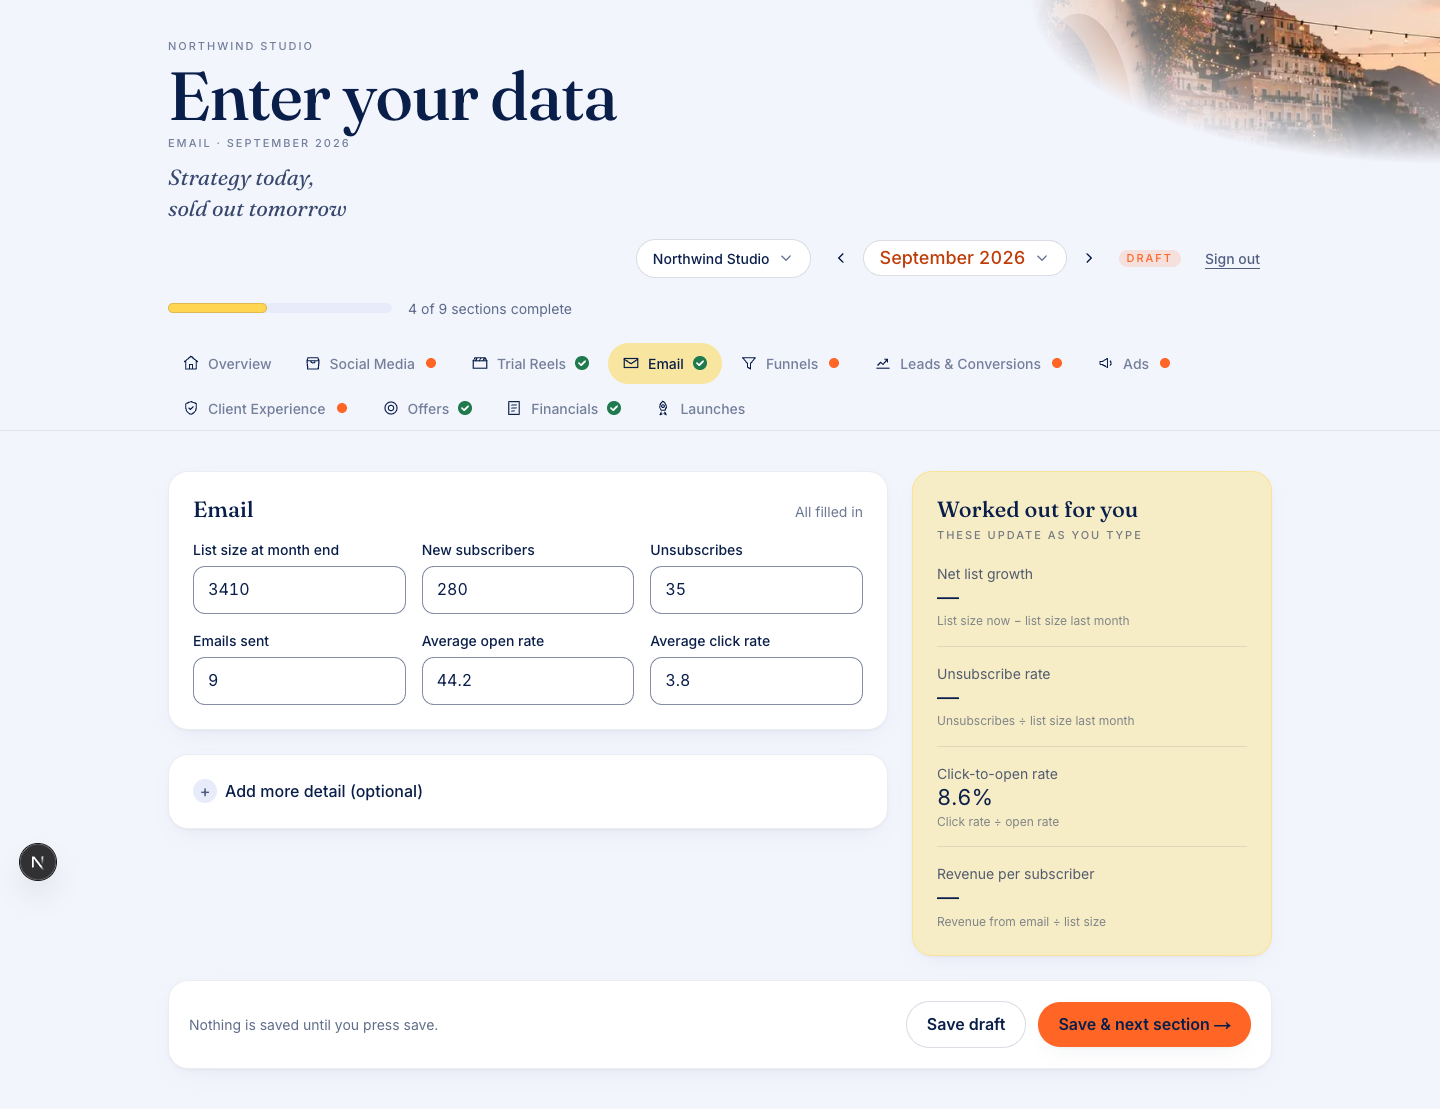 NORTHWIND STUDIO
Enter your data
EMAIL · SEPTEMBER 2026
Strategy today,
sold out tomorrow
Northwind Studio
September 2026
DRAFT
Sign out
4 of 9 sections complete
Overview
Social Media
Trial Reels
Email
Funnels
Leads & Conversions
Ads
Client Experience
Offers
Financials
Launches
Email
All filled in
List size at month end
New subscribers
Unsubscribes
3410
280
35
Emails sent
Average open rate
Average click rate
9
44.2
3.8
+ Add more detail (optional)
Worked out for you
THESE UPDATE AS YOU TYPE
Net list growth
—
List size now − list size last month
Unsubscribe rate
—
Unsubscribes ÷ list size last month
Click-to-open rate
8.6%
Click rate ÷ open rate
Revenue per subscriber
—
Revenue from email ÷ list size
N
Nothing is saved until you press save.
Save draft
Save & next section →